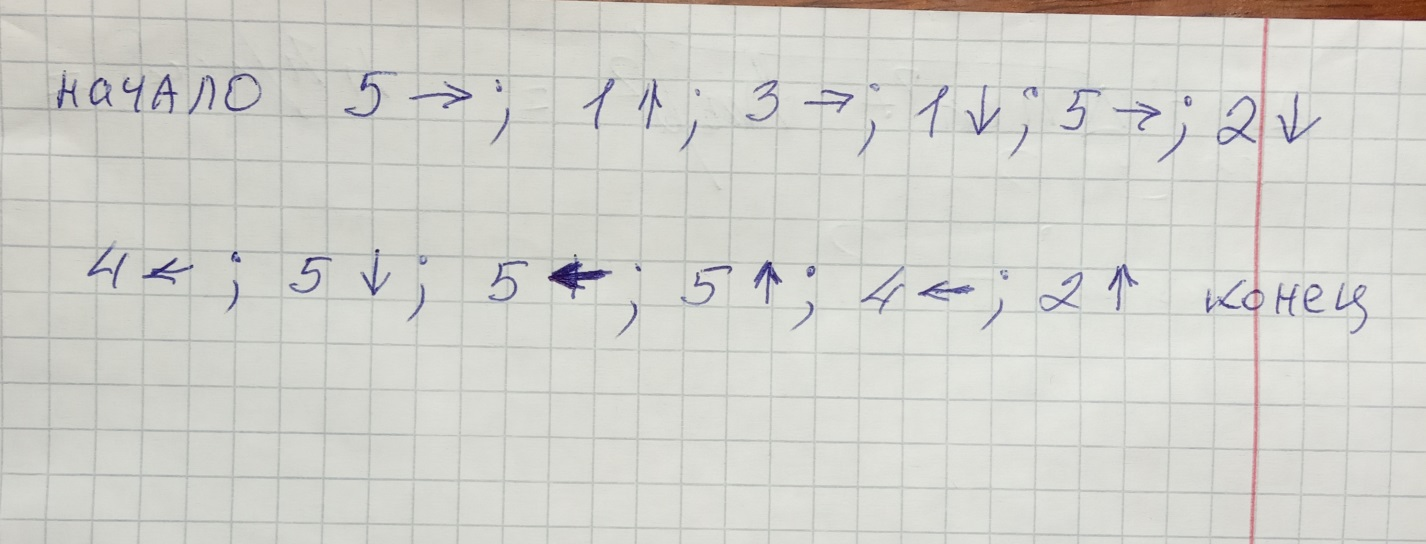 начало 5 →; 1 ↑; 3 →; 1 ↓; 5 →; 2 ↓
4 ←; 5 ↓; 5 ←; 5 ↑; 4 ←; 2 ↑ конец